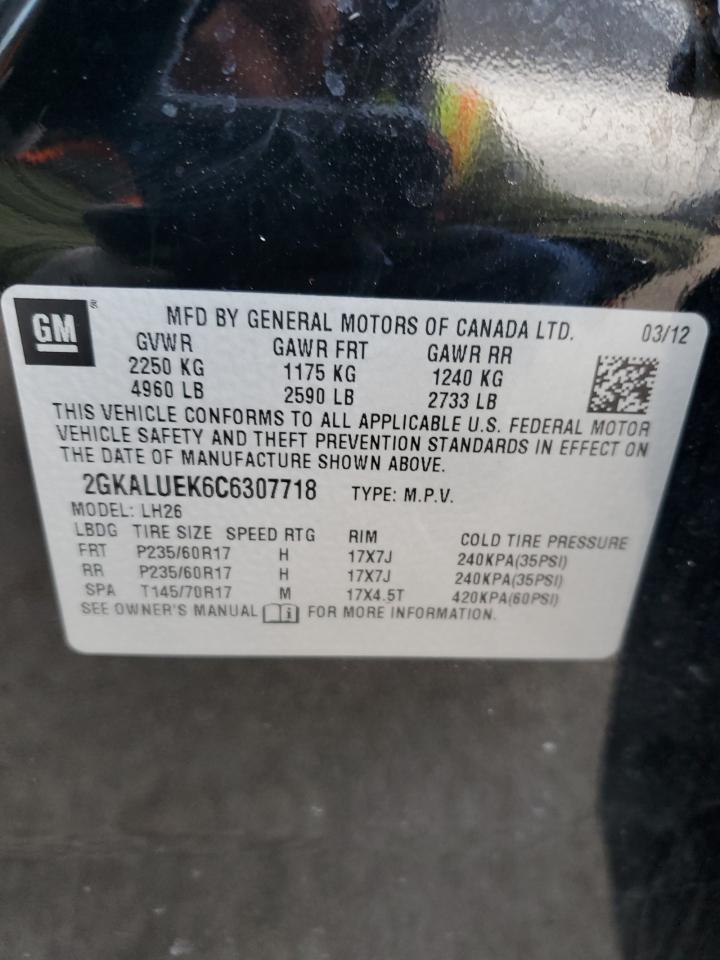 GM ® MFD BY GENERAL MOTORS OF CANADA LTD. 03/12
GVWR GAWR FRT GAWR RR
2250 KG 1175 KG 1240 KG
4960 LB 2590 LB 2733 LB
THIS VEHICLE CONFORMS TO ALL APPLICABLE U.S. FEDERAL MOTOR
VEHICLE SAFETY AND THEFT PREVENTION STANDARDS IN EFFECT ON
THE DATE OF MANUFACTURE SHOWN ABOVE.
2GKALUEK6C6307718 TYPE: M.P.V.
MODEL: LH26
LBDG TIRE SIZE SPEED RTG RIM COLD TIRE PRESSURE
FRT P235/60R17 H 17X7J 240KPA(35PSI)
RR P235/60R17 H 17X7J 240KPA(35PSI)
SPA T145/70R17 M 17X4.5T 420KPA(60PSI)
SEE OWNER'S MANUAL i FOR MORE INFORMATION.